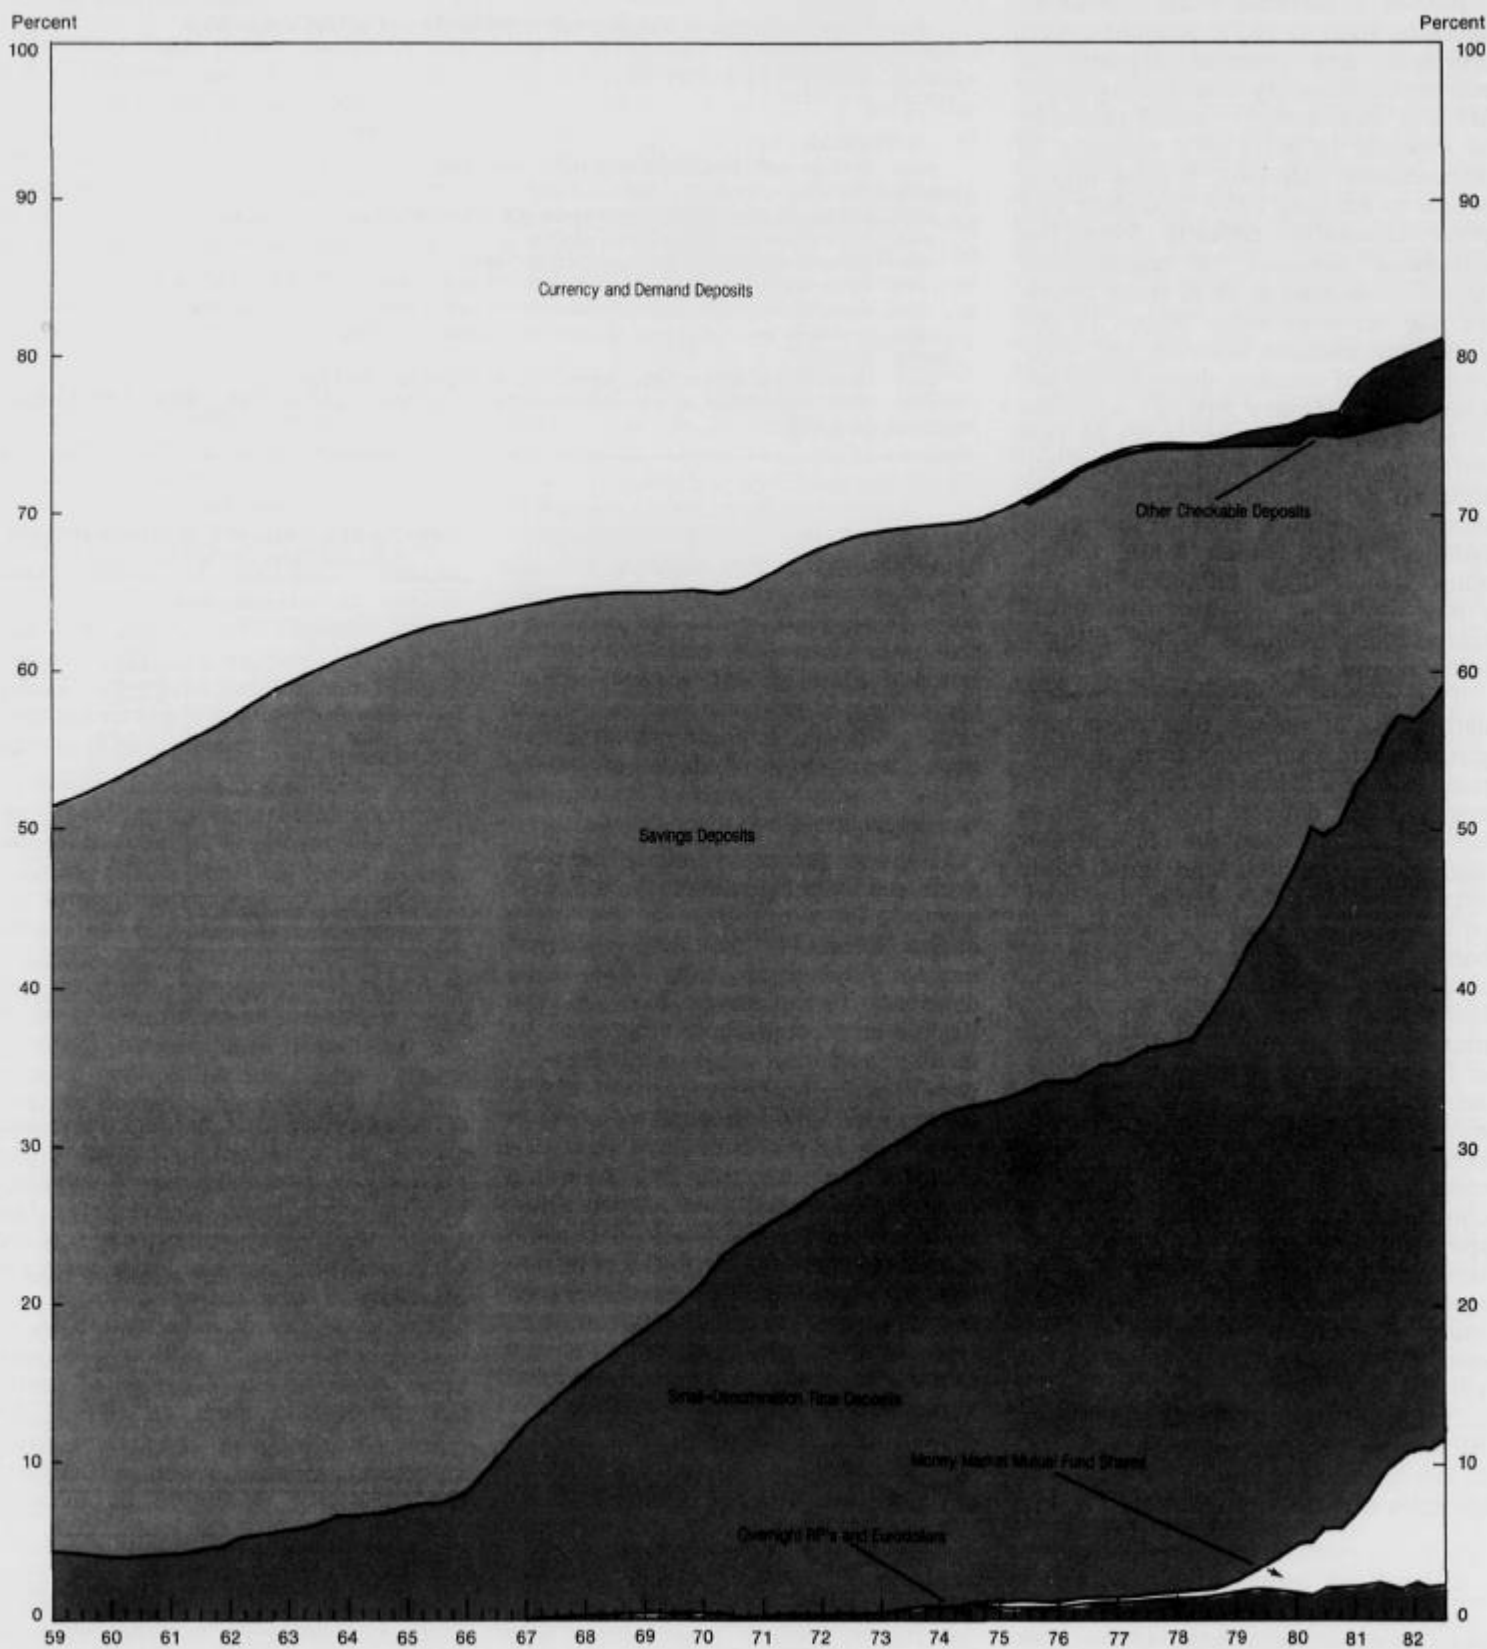 Percent
Percent
100
100
90
90
Currency and Demand Deposits
80
80
70
Other Checkable Deposits
70
60
60
50
Savings Deposits
50
40
40
30
30
20
20
Small-Denomination Time Deposits
10
Money Market Mutual Fund Shares
10
Overnight RP's and Eurodollars
0
0
59 60 61 62 63 64 65 66 67 68 69 70 71 72 73 74 75 76 77 78 79 80 81 82